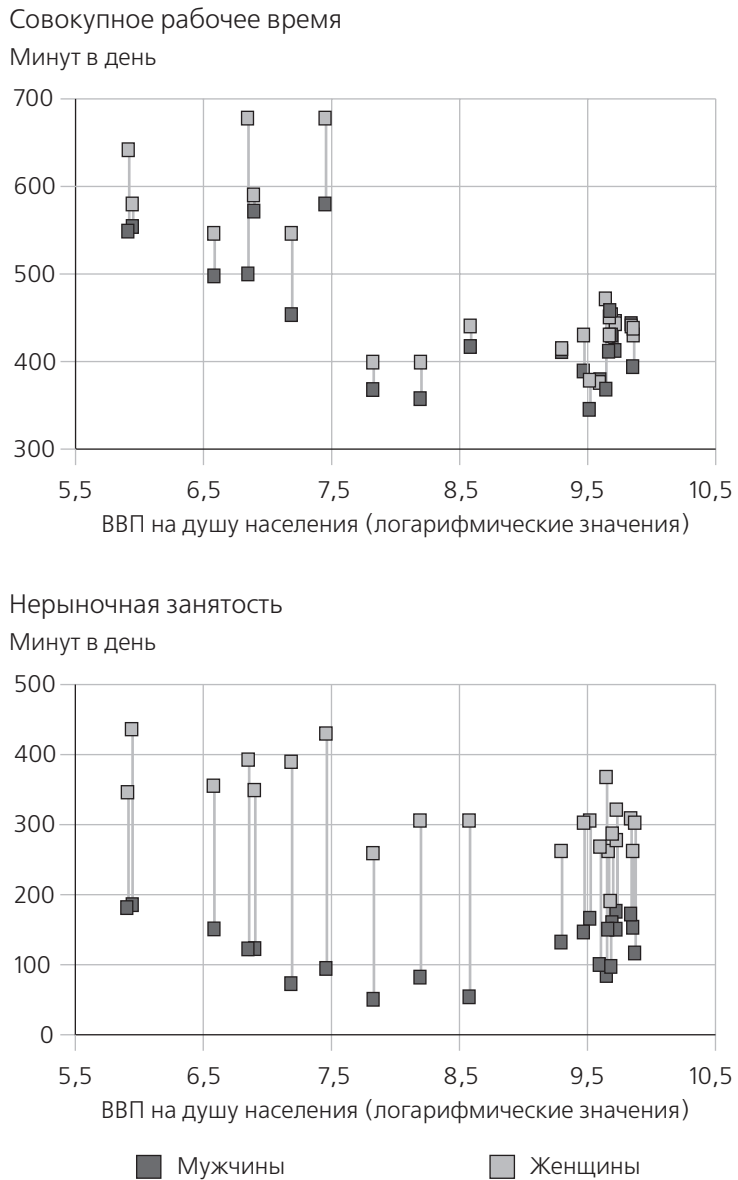 Совокупное рабочее время
Минут в день
700
600
500
400
300
5,5 6,5 7,5 8,5 9,5 10,5
ВВП на душу населения (логарифмические значения)
Нерыночная занятость
Минут в день
500
400
300
200
100
0
5,5 6,5 7,5 8,5 9,5 10,5
ВВП на душу населения (логарифмические значения)
Мужчины Женщины